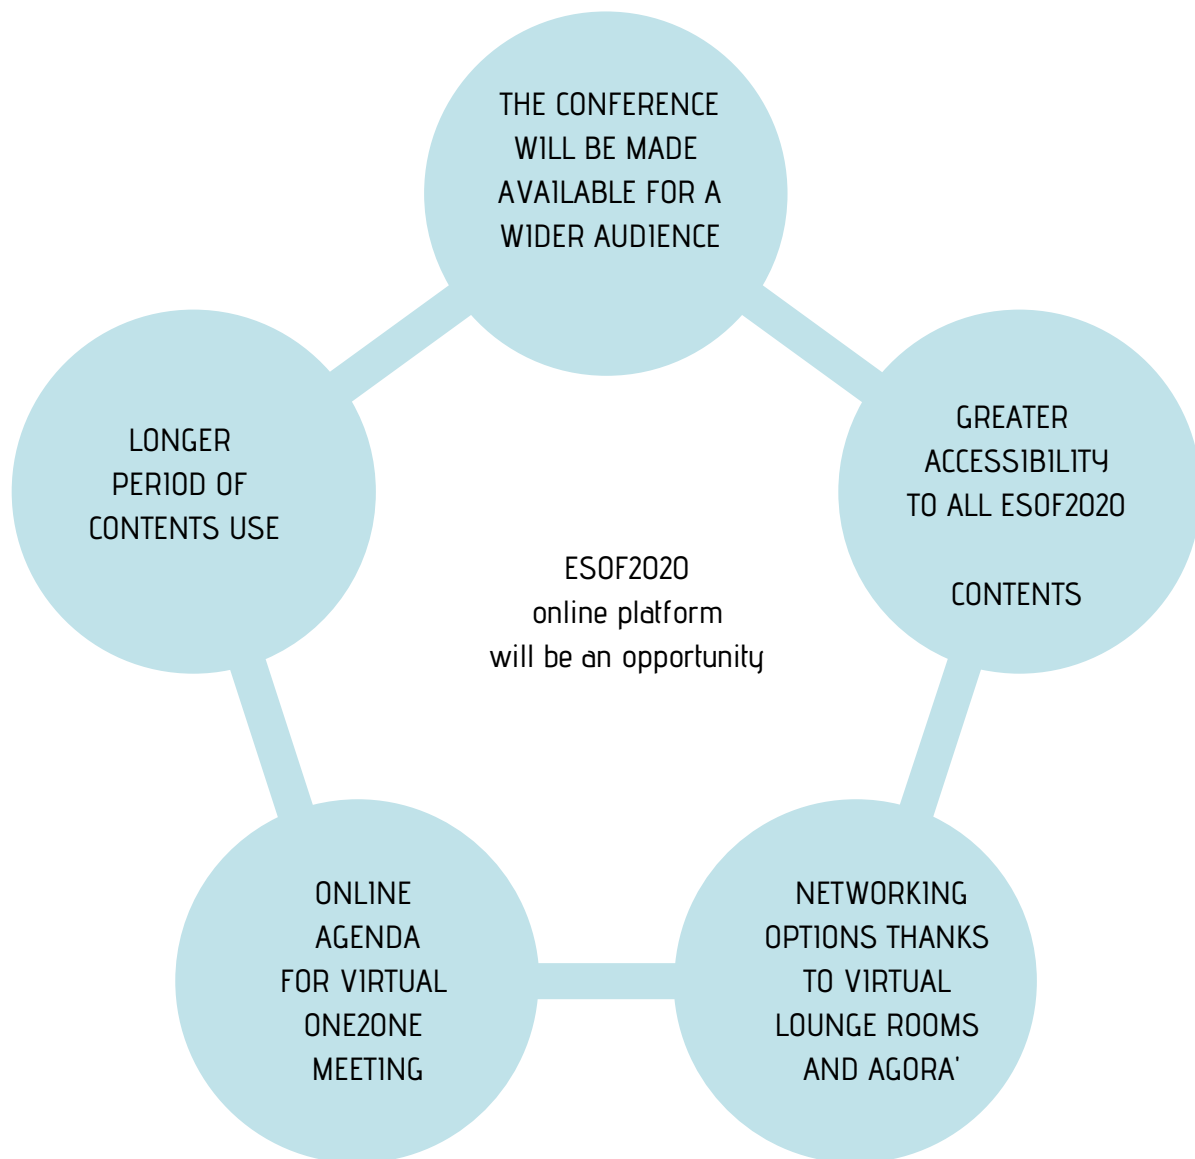 THE CONFERENCE
WILL BE MADE
AVAILABLE FOR A
WIDER AUDIENCE
LONGER
PERIOD OF
CONTENTS USE
GREATER
ACCESSIBILITY
TO ALL ESOF2020
CONTENTS
ESOF2020
online platform
will be an opportunity
ONLINE
AGENDA
FOR VIRTUAL
ONE2ONE
MEETING
NETWORKING
OPTIONS THANKS
TO VIRTUAL
LOUNGE ROOMS
AND AGORA'